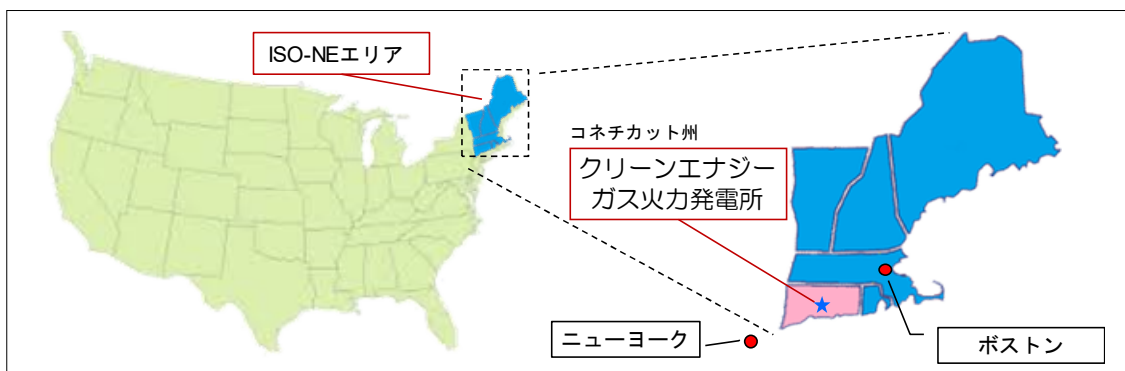 ISO-NEエリア
コネチカット州
クリーンエナジー
ガス火力発電所
ニューヨーク
ボストン